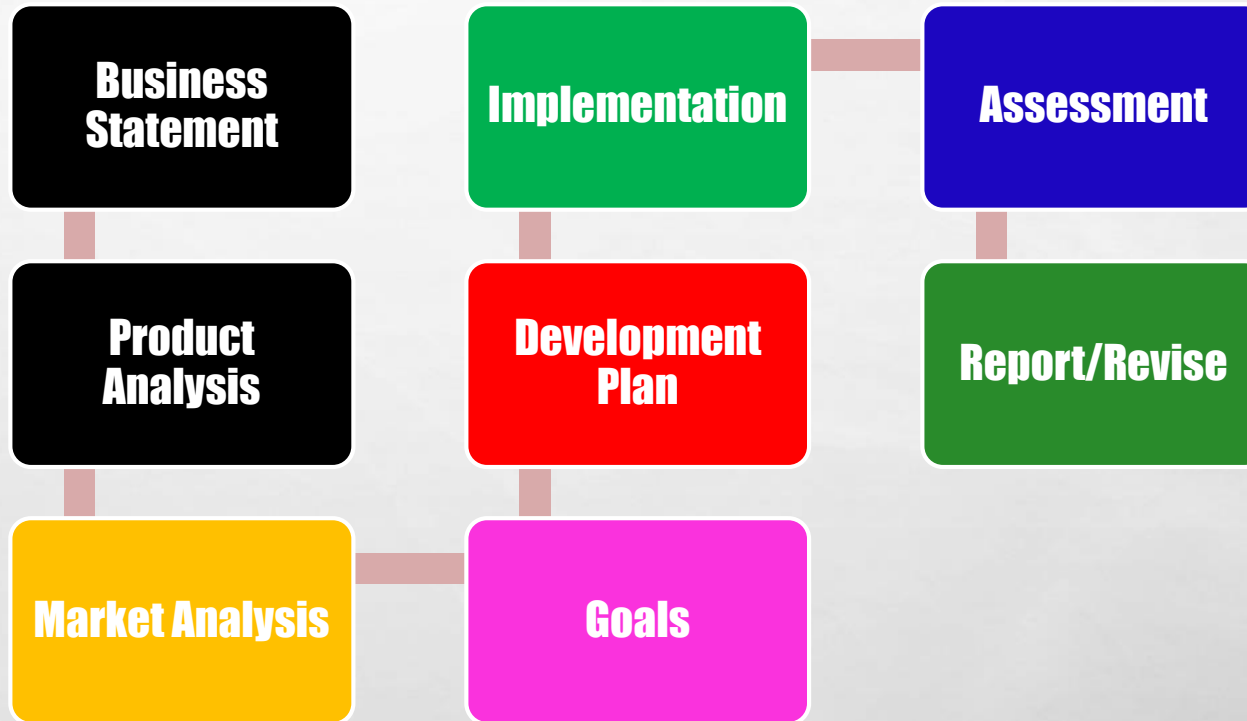 Business
Statement
Product
Analysis
Market Analysis
Goals
Development
Plan
Implementation
Assessment
Report/Revise